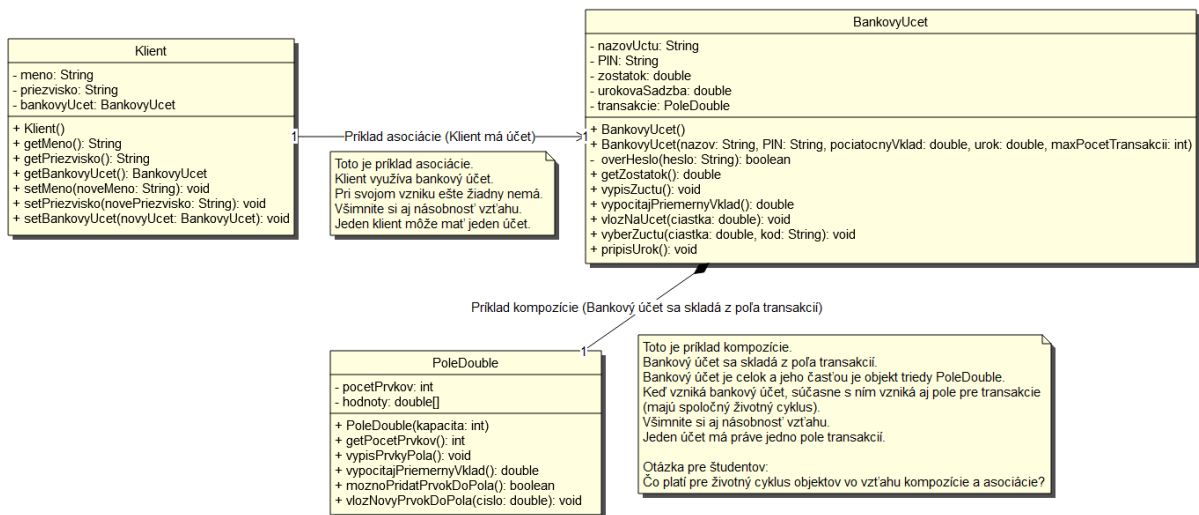 Klient
- meno: String
- priezvisko: String
- bankovyUcet: BankovyUcet
+ Klient()
+ getMeno(): String
+ getPriezvisko(): String
+ getBankovyUcet(): BankovyUcet
+ setMeno(noveMeno: String): void
+ setPriezvisko(novePriezvisko: String): void
+ setBankovyUcet(novyUcet: BankovyUcet): void
1 Príklad asociácie (Klient má účet) 1
Toto je príklad asociácie.
Klient využíva bankový účet.
Pri svojom vzniku ešte žiadny nemá.
Všimnite si aj násobnosť vzťahu.
Jeden klient môže mať jeden účet.
BankovyUcet
- nazovUctu: String
- PIN: String
- zostatok: double
- urokovaSadzba: double
- transakcie: PoleDouble
+ BankovyUcet()
+ BankovyUcet(nazov: String, PIN: String, pociatocnyVklad: double, urok: double, maxPocetTransakcii: int)
- overHeslo(heslo: String): boolean
+ getZostatok(): double
+ vypisZuctu(): void
+ vypocitajPriemernyVklad(): double
+ vlozNaUcet(ciastka: double): void
+ vyberZuctu(ciastka: double, kod: String): void
+ pripisUrok(): void
Príklad kompozície (Bankový účet sa skladá z poľa transakcií)
1
PoleDouble
- pocetPrvkov: int
- hodnoty: double[]
+ PoleDouble(kapacita: int)
+ getPocetPrvkov(): int
+ vypisPrvkyPola(): void
+ vypocitajPriemernyVklad(): double
+ moznoPridatPrvokDoPola(): boolean
+ vlozNovyPrvokDoPola(cislo: double): void
Toto je príklad kompozície.
Bankový účet sa skladá z poľa transakcií.
Bankový účet je celok a jeho časťou je objekt triedy PoleDouble.
Keď vzniká bankový účet, súčasne s ním vzniká aj pole pre transakcie
(majú spoločný životný cyklus).
Všimnite si aj násobnosť vzťahu.
Jeden účet má práve jedno pole transakcií.
Otázka pre študentov:
Čo platí pre životný cyklus objektov vo vzťahu kompozície a asociácie?